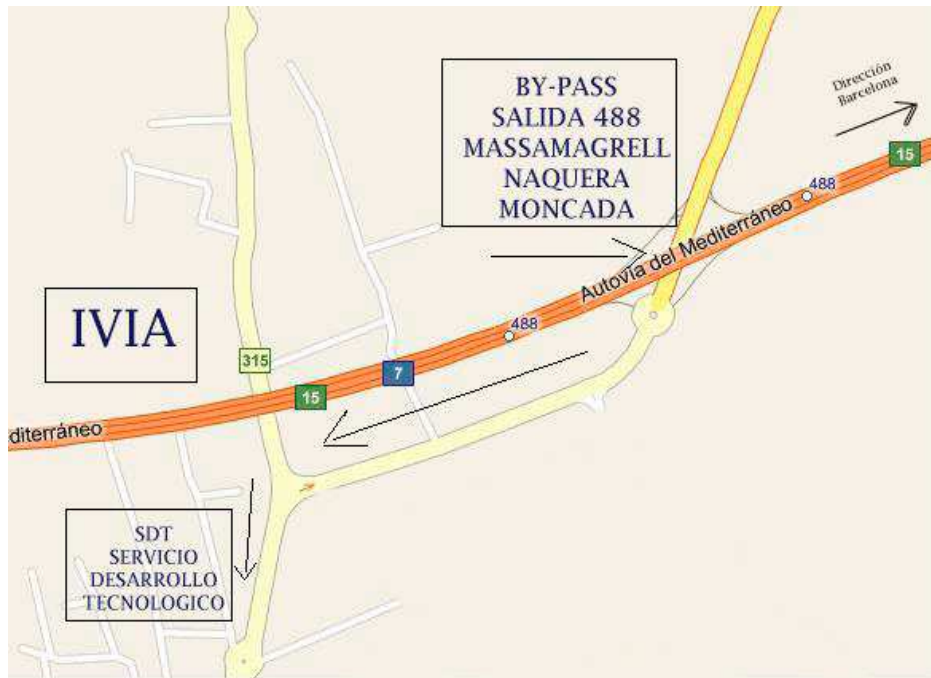 BY-PASS
SALIDA 488
MASSAMAGRELL
NAQUERA
MONCADA
Dirección
Barcelona
15
488
Autovía del Mediterráneo
IVIA
488
315
7
15
editerráneo
SDT
SERVICIO
DESARROLLO
TECNOLOGICO